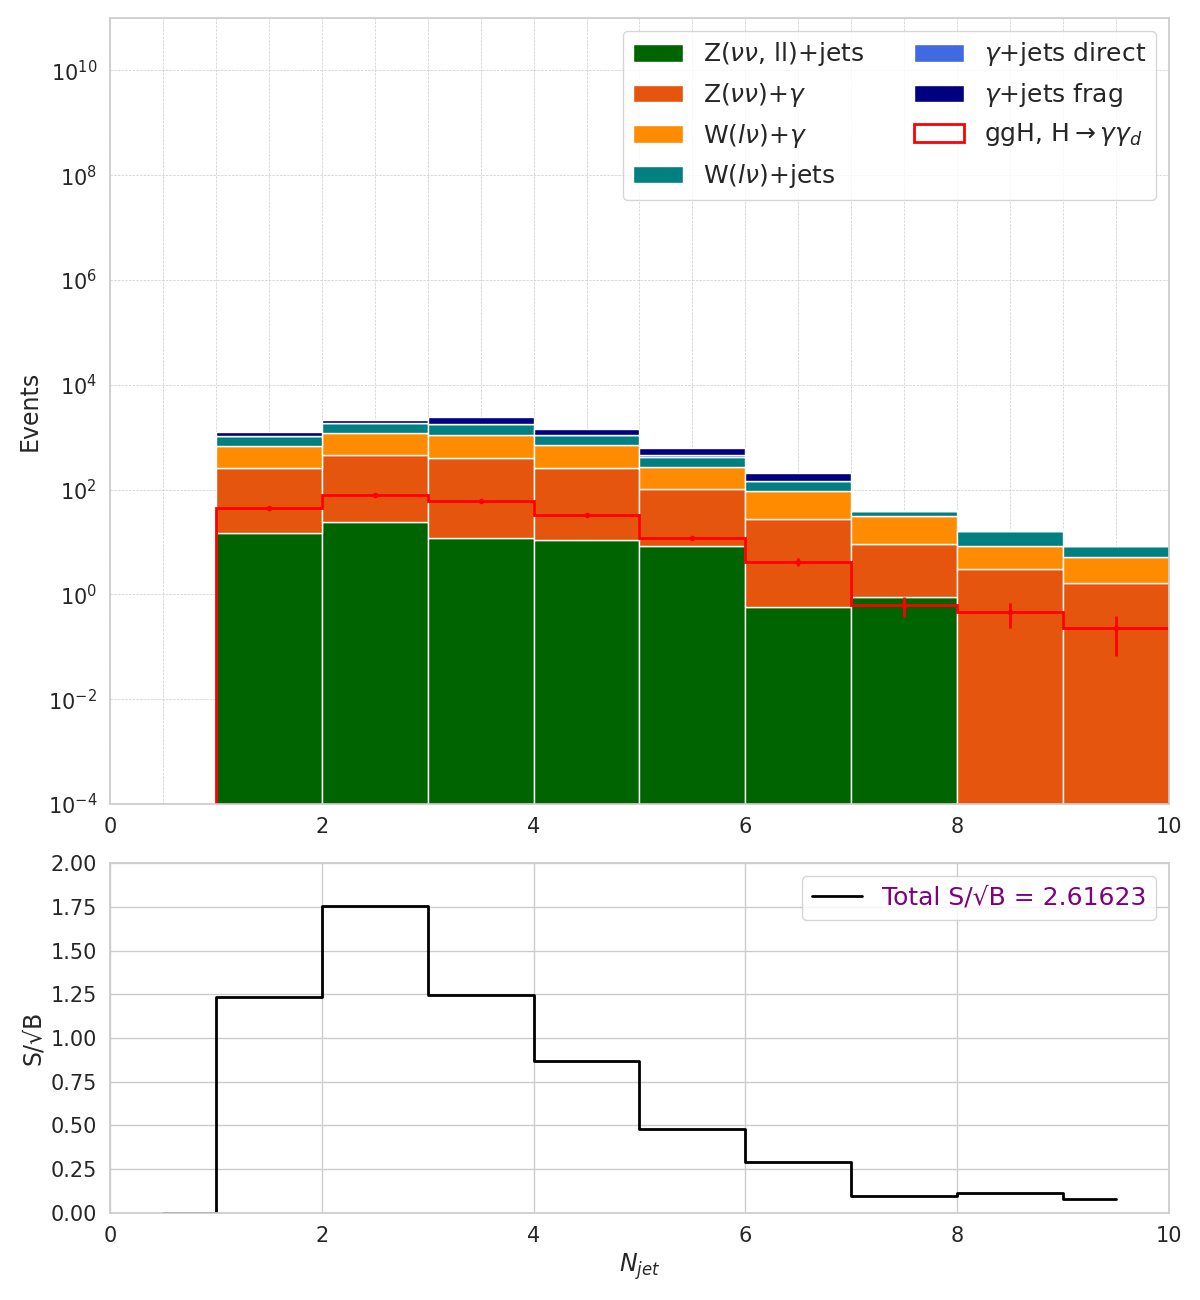 Z(νν, ll)+jets
Z(νν)+γ
W(lν)+γ
W(lν)+jets
γ+jets direct
γ+jets frag
ggH, H→γγ_d
Events
10^10
10^8
10^6
10^4
10^2
10^0
10^−2
10^−4
0 2 4 6 8 10
Total S/√B = 2.61623
S/√B
2.00
1.75
1.50
1.25
1.00
0.75
0.50
0.25
0.00
0 2 4 6 8 10
N_jet